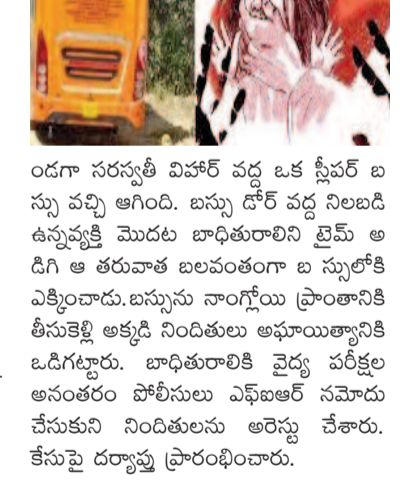 ండగా సరస్వతీ విహార్ వద్ద ఒక స్లీపర్ బ
స్సు వచ్చి ఆగింది. బస్సు డోర్ వద్ద నిలబడి
ఉన్నవ్యక్తి మొదట బాధితురాలిని టైమ్ అ
డిగి ఆ తరువాత బలవంతంగా బ స్సులోకి
ఎక్కించాడు.బస్సును నాంగ్లోయి ప్రాంతానికి
తీసుకెళ్లి అక్కడి నిందితులు అఘాయిత్యానికి
ఒడిగట్టారు. బాధితురాలికి వైద్య పరీక్షల
అనంతరం పోలీసులు ఎఫ్ఐఆర్ నమోదు
చేసుకుని నిందితులను అరెస్టు చేశారు.
కేసుపై దర్యాప్తు ప్రారంభించారు.